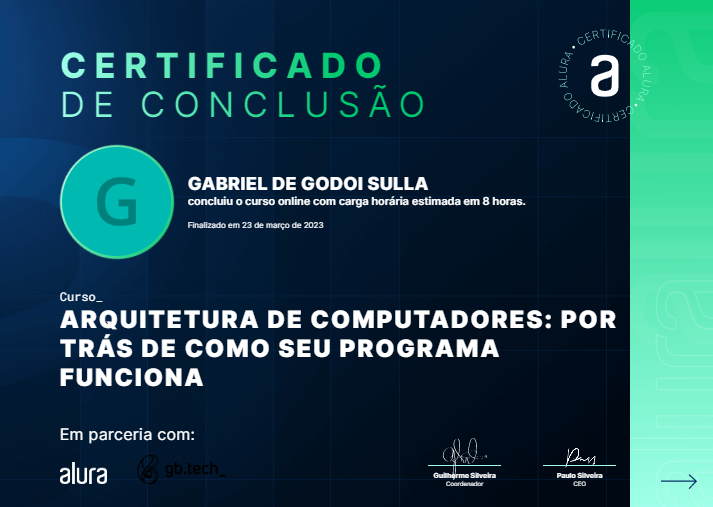 CERTIFICADO
DE CONCLUSÃO
CERTIFICADO ALURA • CERTIFICADO ALURA •
a
G
GABRIEL DE GODOI SULLA
concluiu o curso online com carga horária estimada em 8 horas.
Finalizado em 23 de março de 2023
Curso_
ARQUITETURA DE COMPUTADORES: POR
TRÁS DE COMO SEU PROGRAMA
FUNCIONA
Em parceria com:
alura
gb.tech_
Guilherme Silveira
Coordenador
Paulo Silveira
CEO
alura